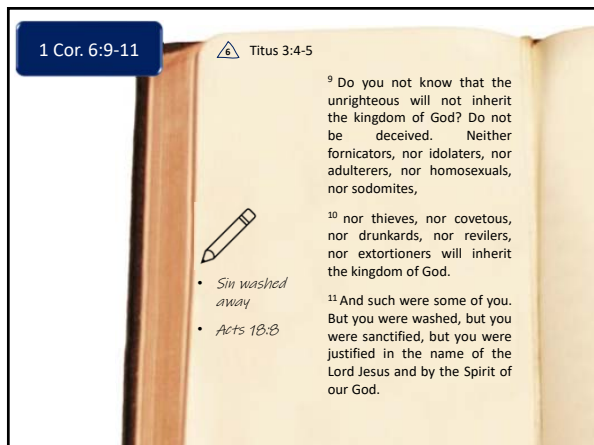 1 Cor. 6:9-11
6 Titus 3:4-5
9 Do you not know that the
unrighteous will not inherit
the kingdom of God? Do not
be deceived. Neither
fornicators, nor idolaters, nor
adulterers, nor homosexuals,
nor sodomites,
10 nor thieves, nor covetous,
nor drunkards, nor revilers,
nor extortioners will inherit
the kingdom of God.
• Sin washed
away
• Acts 18:8
11 And such were some of you.
But you were washed, but you
were sanctified, but you were
justified in the name of the
Lord Jesus and by the Spirit of
our God.